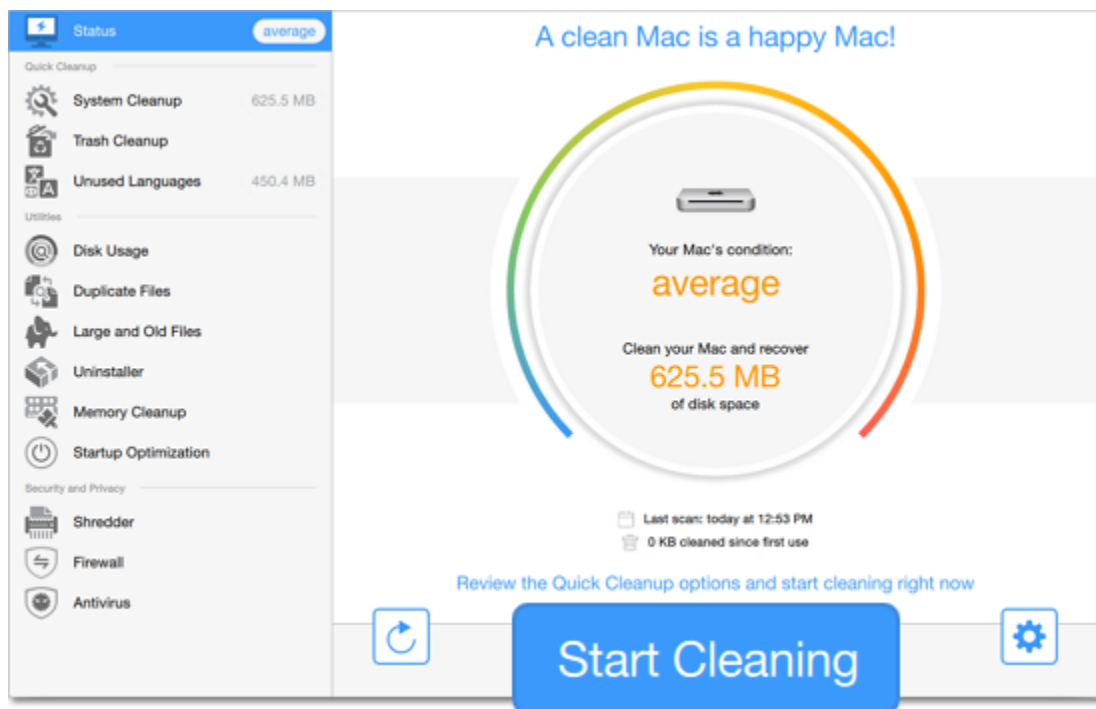 Status average
Quick Cleanup
System Cleanup 625.5 MB
Trash Cleanup
Unused Languages 450.4 MB
Utilities
Disk Usage
Duplicate Files
Large and Old Files
Uninstaller
Memory Cleanup
Startup Optimization
Security and Privacy
Shredder
Firewall
Antivirus
A clean Mac is a happy Mac!
Your Mac's condition:
average
Clean your Mac and recover
625.5 MB
of disk space
Last scan: today at 12:53 PM
0 KB cleaned since first use
Review the Quick Cleanup options and start cleaning right now
Start Cleaning